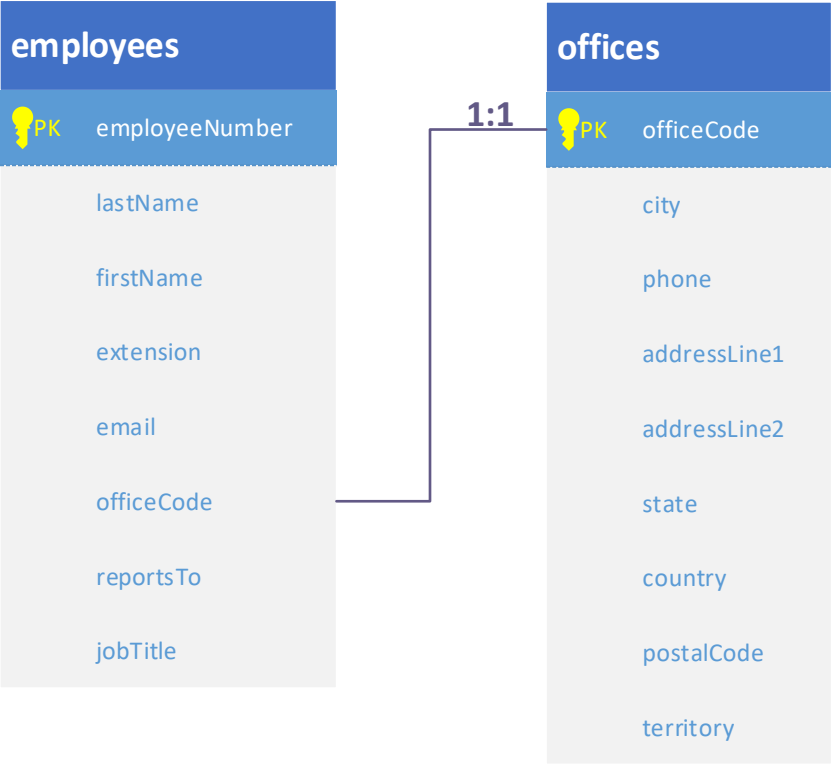 employees
PK employeeNumber
lastName
firstName
extension
email
officeCode
reportsTo
jobTitle
1:1
offices
PK officeCode
city
phone
addressLine1
addressLine2
state
country
postalCode
territory